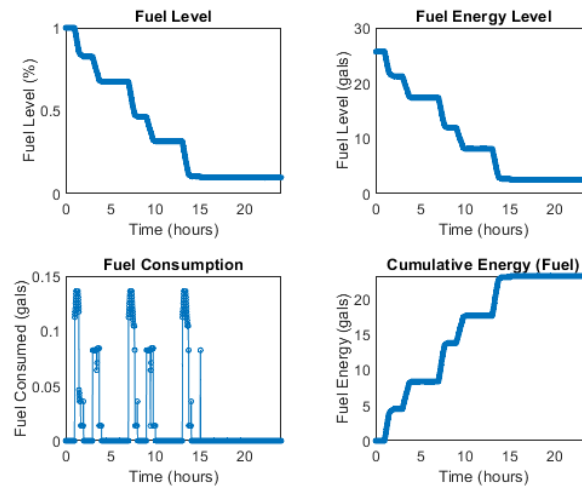 Fuel Level
1
0.5
0
Fuel Level (%)
0 5 10 15 20
Time (hours)
Fuel Energy Level
30
20
10
0
Fuel Level (gals)
0 5 10 15 20
Time (hours)
Fuel Consumption
0.15
0.1
0.05
0
Fuel Consumed (gals)
0 5 10 15 20
Time (hours)
Cumulative Energy (Fuel)
20
15
10
5
0
Fuel Energy (gals)
0 5 10 15 20
Time (hours)